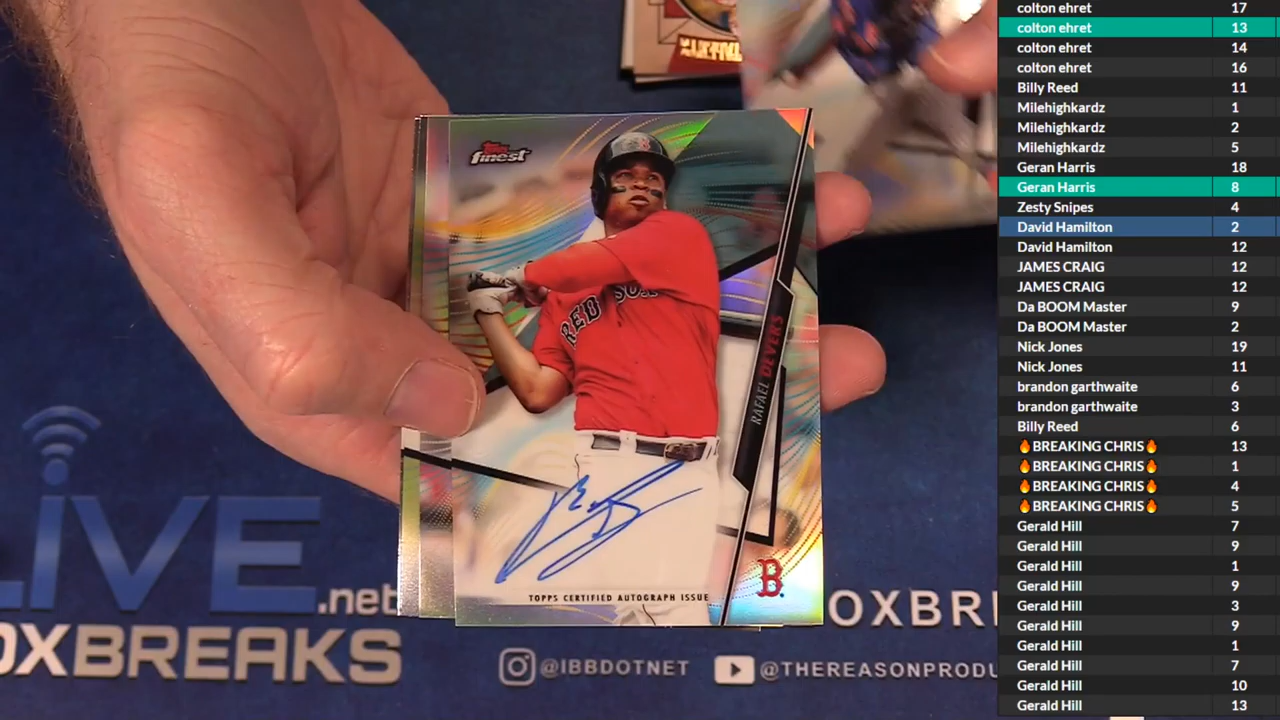 Topps
finest
RED SOX
RAFAEL DEVERS
TOPPS CERTIFIED AUTOGRAPH ISSUE
B
LIVE.net
OXBREAKS
OXBR
@IBBDOTNET
@THEREASONPRODU
colton ehret 17
colton ehret 13
colton ehret 14
colton ehret 16
Billy Reed 11
Milehighkardz 1
Milehighkardz 2
Milehighkardz 5
Geran Harris 18
Geran Harris 8
Zesty Snipes 4
David Hamilton 2
David Hamilton 12
JAMES CRAIG 12
JAMES CRAIG 12
Da BOOM Master 9
Da BOOM Master 2
Nick Jones 19
Nick Jones 11
brandon garthwaite 6
brandon garthwaite 3
Billy Reed 6
🔥BREAKING CHRIS🔥 13
🔥BREAKING CHRIS🔥 1
🔥BREAKING CHRIS🔥 4
🔥BREAKING CHRIS🔥 5
Gerald Hill 7
Gerald Hill 9
Gerald Hill 1
Gerald Hill 9
Gerald Hill 3
Gerald Hill 9
Gerald Hill 1
Gerald Hill 7
Gerald Hill 10
Gerald Hill 13